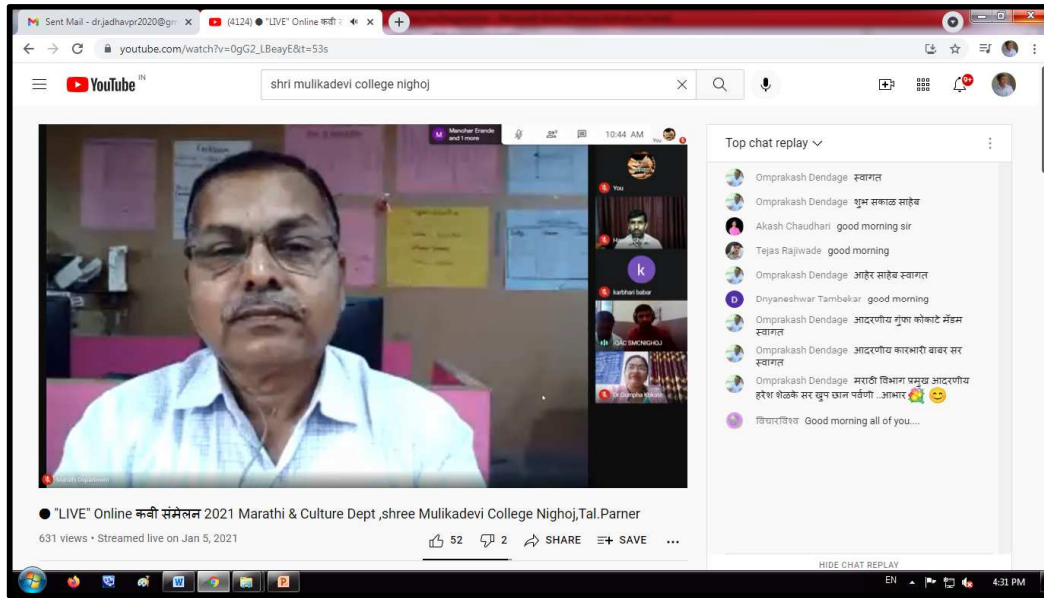 Sent Mail - dr.jadhavpr2020@gm
(4124) ● "LIVE" Online कवी
youtube.com/watch?v=0gG2_LBeayE&t=53s
YouTube IN
shri mulikadevi college nighoj
9+
Manoher Erande
and 1 more
10:44 AM
You
You
k
karbhari babar
IQAC SMCNIGHOJ
Dr.Gumpha Kokate
Marathi Department
Top chat replay
Omprakash Dendage स्वागत
Omprakash Dendage शुभ सकाळ साहेब
Akash Chaudhari good morning sir
Tejas Rajiwade good morning
Omprakash Dendage आहेर साहेब स्वागत
D Dnyaneshwar Tambekar good morning
Omprakash Dendage आदरणीय गुंफा कोकाटे मॅडम
स्वागत
Omprakash Dendage आदरणीय कारभारी बाबर सर
स्वागत
Omprakash Dendage मराठी विभाग प्रमुख आदरणीय
हरेश शेळके सर खुप छान पर्वणी ..आभार 💐 😊
विचारविश्व Good morning all of you....
HIDE CHAT REPLAY
● "LIVE" Online कवी संमेलन 2021 Marathi & Culture Dept ,shree Mulikadevi College Nighoj,Tal.Parner
631 views • Streamed live on Jan 5, 2021
52 2 SHARE SAVE ...
EN 4:31 PM